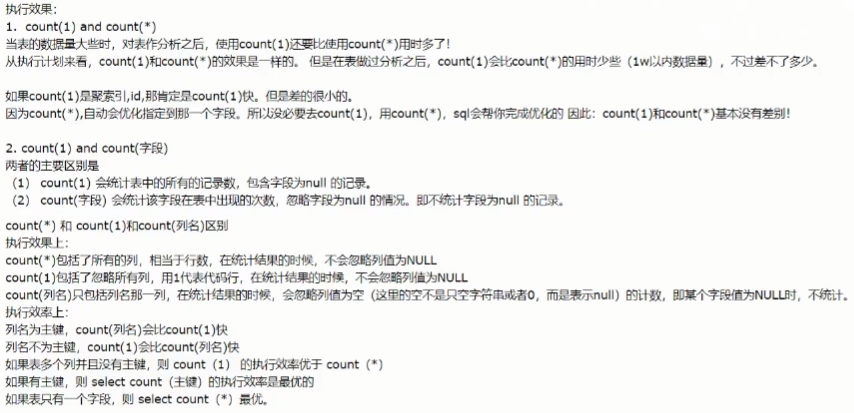 执行效果：
1. count(1) and count(*)
当表的数据量大些时，对表作分析之后，使用count(1)还要比使用count(*)用时多了！
从执行计划来看，count(1)和count(*)的效果是一样的。 但是在表做过分析之后，count(1)会比count(*)的用时少些（1w以内数据量），不过差不了多少。
如果count(1)是聚索引,id,那肯定是count(1)快。但是差的很小的。
因为count(*),自动会优化指定到那一个字段。所以没必要去count(1)，用count(*)，sql会帮你完成优化的 因此：count(1)和count(*)基本没有差别！
2. count(1) and count(字段)
两者的主要区别是
（1） count(1) 会统计表中的所有的记录数，包含字段为null 的记录。
（2） count(字段) 会统计该字段在表中出现的次数，忽略字段为null 的情况。即不统计字段为null 的记录。
count(*) 和 count(1)和count(列名)区别
执行效果上：
count(*)包括了所有的列，相当于行数，在统计结果的时候，不会忽略列值为NULL
count(1)包括了忽略所有列，用1代表代码行，在统计结果的时候，不会忽略列值为NULL
count(列名)只包括列名那一列，在统计结果的时候，会忽略列值为空（这里的空不是只空字符串或者0，而是表示null）的计数，即某个字段值为NULL时，不统计。
执行效率上：
列名为主键，count(列名)会比count(1)快
列名不为主键，count(1)会比count(列名)快
如果表多个列并且没有主键，则 count（1） 的执行效率优于 count（*）
如果有主键，则 select count（主键）的执行效率是最优的
如果表只有一个字段，则 select count（*）最优。